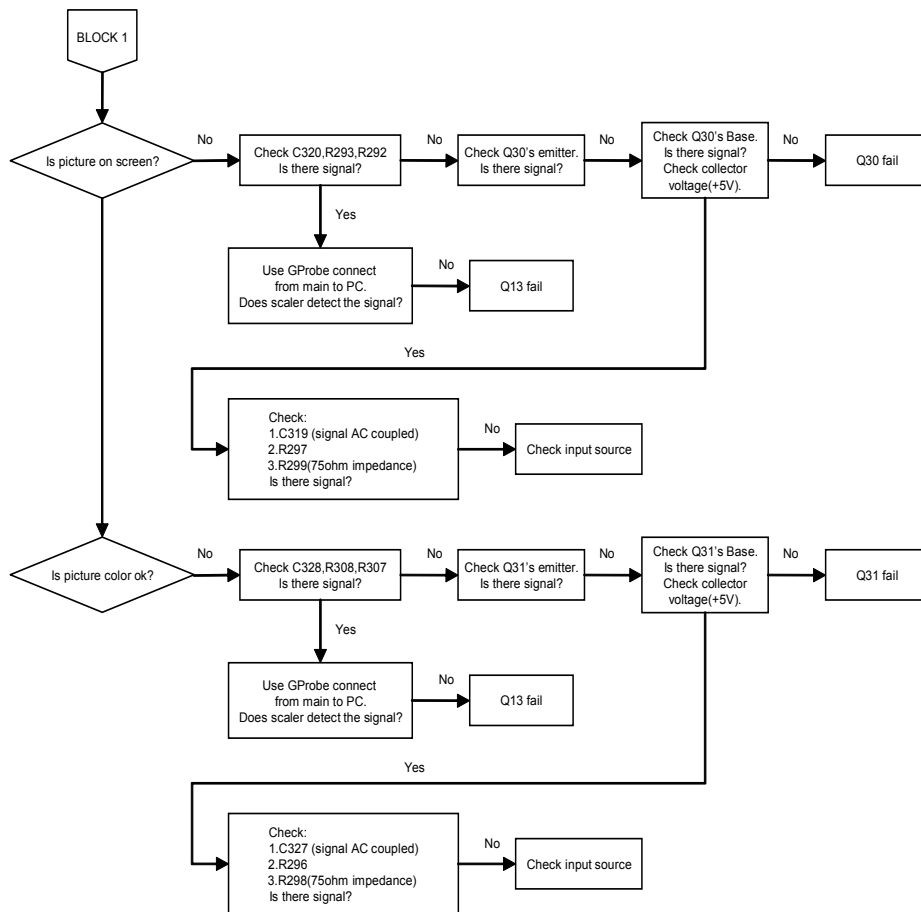 BLOCK 1
Is picture on screen?
No
Check C320,R293,R292
Is there signal?
No
Check Q30's emitter.
Is there signal?
No
Check Q30's Base.
Is there signal?
Check collector
voltage(+5V).
No
Q30 fail
Yes
Use GProbe connect
from main to PC.
Does scaler detect the signal?
No
Q13 fail
Yes
Check:
1.C319 (signal AC coupled)
2.R297
3.R299(75ohm impedance)
Is there signal?
No
Check input source
Is picture color ok?
No
Check C328,R308,R307
Is there signal?
No
Check Q31's emitter.
Is there signal?
No
Check Q31's Base.
Is there signal?
Check collector
voltage(+5V).
No
Q31 fail
Yes
Use GProbe connect
from main to PC.
Does scaler detect the signal?
No
Q13 fail
Yes
Check:
1.C327 (signal AC coupled)
2.R296
3.R298(75ohm impedance)
Is there signal?
No
Check input source